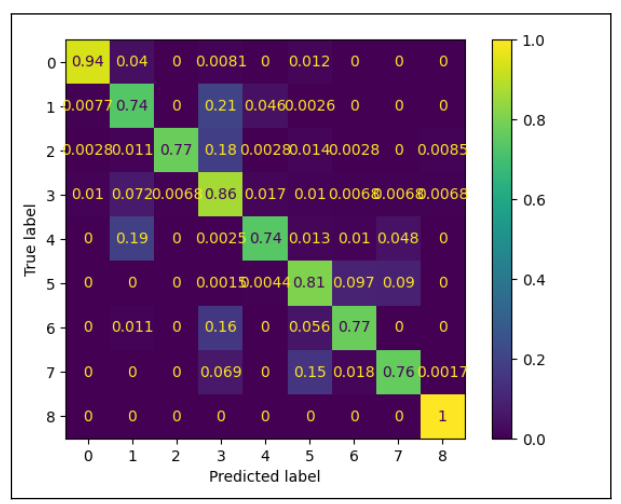 0 0.94 0.04 0 0.0081 0 0.012 0 0 0
1 0.0077 0.74 0 0.21 0.046 0.0026 0 0 0
2 0.0028 0.011 0.77 0.18 0.0028 0.014 0.0028 0 0.0085
3 0.01 0.072 0.0068 0.86 0.017 0.01 0.0068 0.0068 0.0068
4 0 0.19 0 0.0025 0.74 0.013 0.01 0.048 0
5 0 0 0 0.0015 0.0044 0.81 0.097 0.09 0
6 0 0.011 0 0.16 0 0.056 0.77 0 0
7 0 0 0 0.069 0 0.15 0.018 0.76 0.0017
8 0 0 0 0 0 0 0 0 1
0 1 2 3 4 5 6 7 8
Predicted label
True label
1.0
0.8
0.6
0.4
0.2
0.0